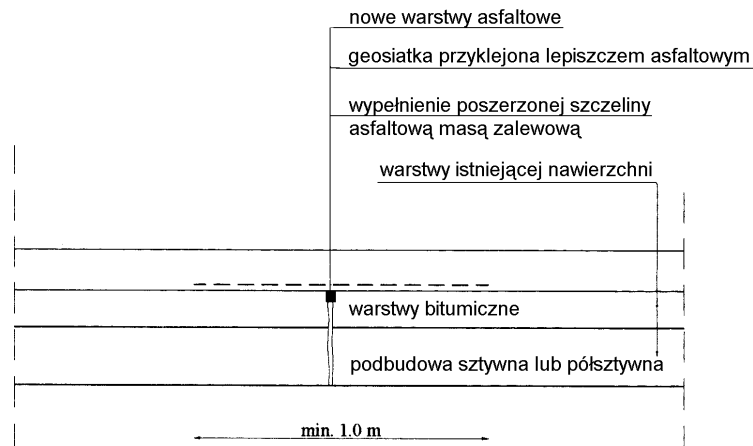 nowe warstwy asfaltowe
geosiatka przyklejona lepiszczem asfaltowym
wypełnienie poszerzonej szczeliny
asfaltową masą zalewową
warstwy istniejącej nawierzchni
warstwy bitumiczne
podbudowa sztywna lub półsztywna
min. 1.0 m